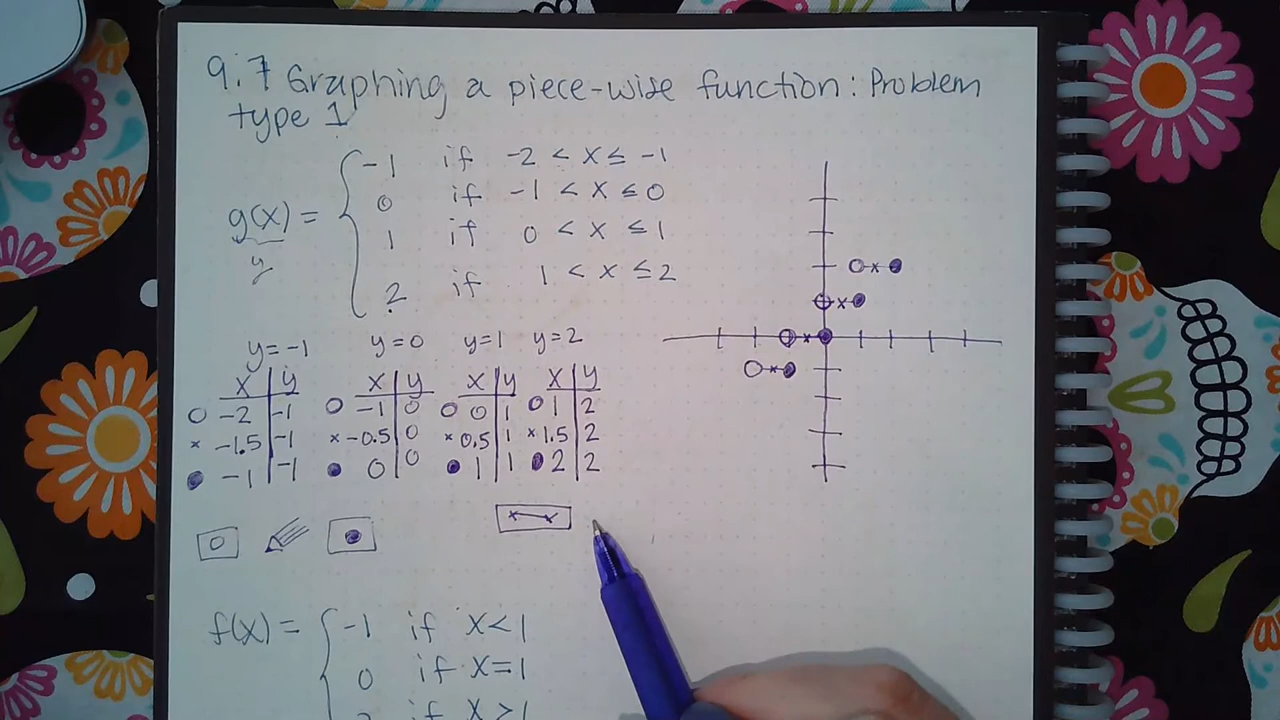 9.7 Graphing a piece-wise function: Problem
type 1
g(x) = { -1 if -2 < x ≤ -1
0 if -1 < x ≤ 0
1 if 0 < x ≤ 1
2 if 1 < x ≤ 2
y
y = -1 y = 0 y = 1 y = 2
x | y x | y x | y x | y
○ -2 | -1 ○ -1 | 0 ○ 0 | 1 ○ 1 | 2
× -1.5 | -1 × -0.5 | 0 × 0.5 | 1 × 1.5 | 2
● -1 | -1 ● 0 | 0 ● 1 | 1 ● 2 | 2
f(x) = { -1 if x < 1
0 if x = 1
if x > 1